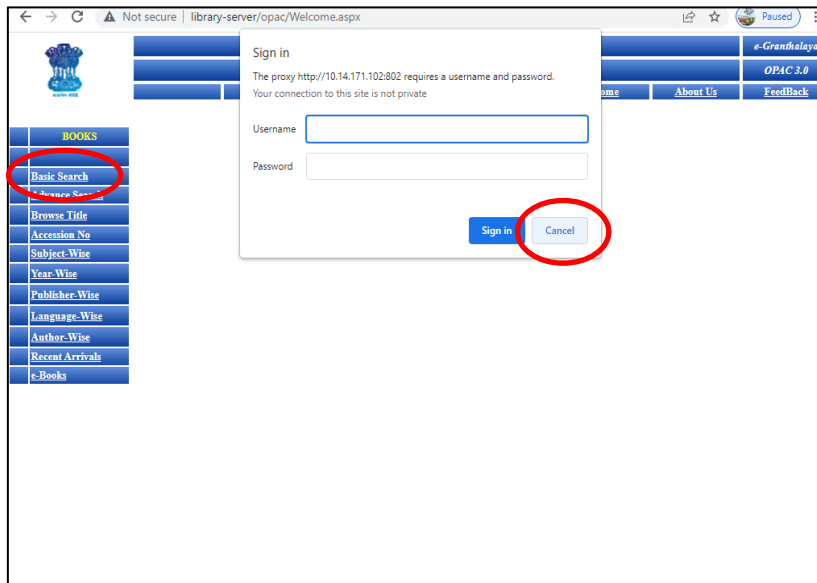 Not secure library-server/opac/Welcome.aspx Paused
e-Granthalaya
OPAC 3.0
About Us FeedBack
Sign in
The proxy http://10.14.171.102:802 requires a username and password.
Your connection to this site is not private
Username
Password
Sign in Cancel
BOOKS
Basic Search
Advance Search
Browse Title
Accession No
Subject-Wise
Year-Wise
Publisher-Wise
Language-Wise
Author-Wise
Recent Arrivals
e-Books